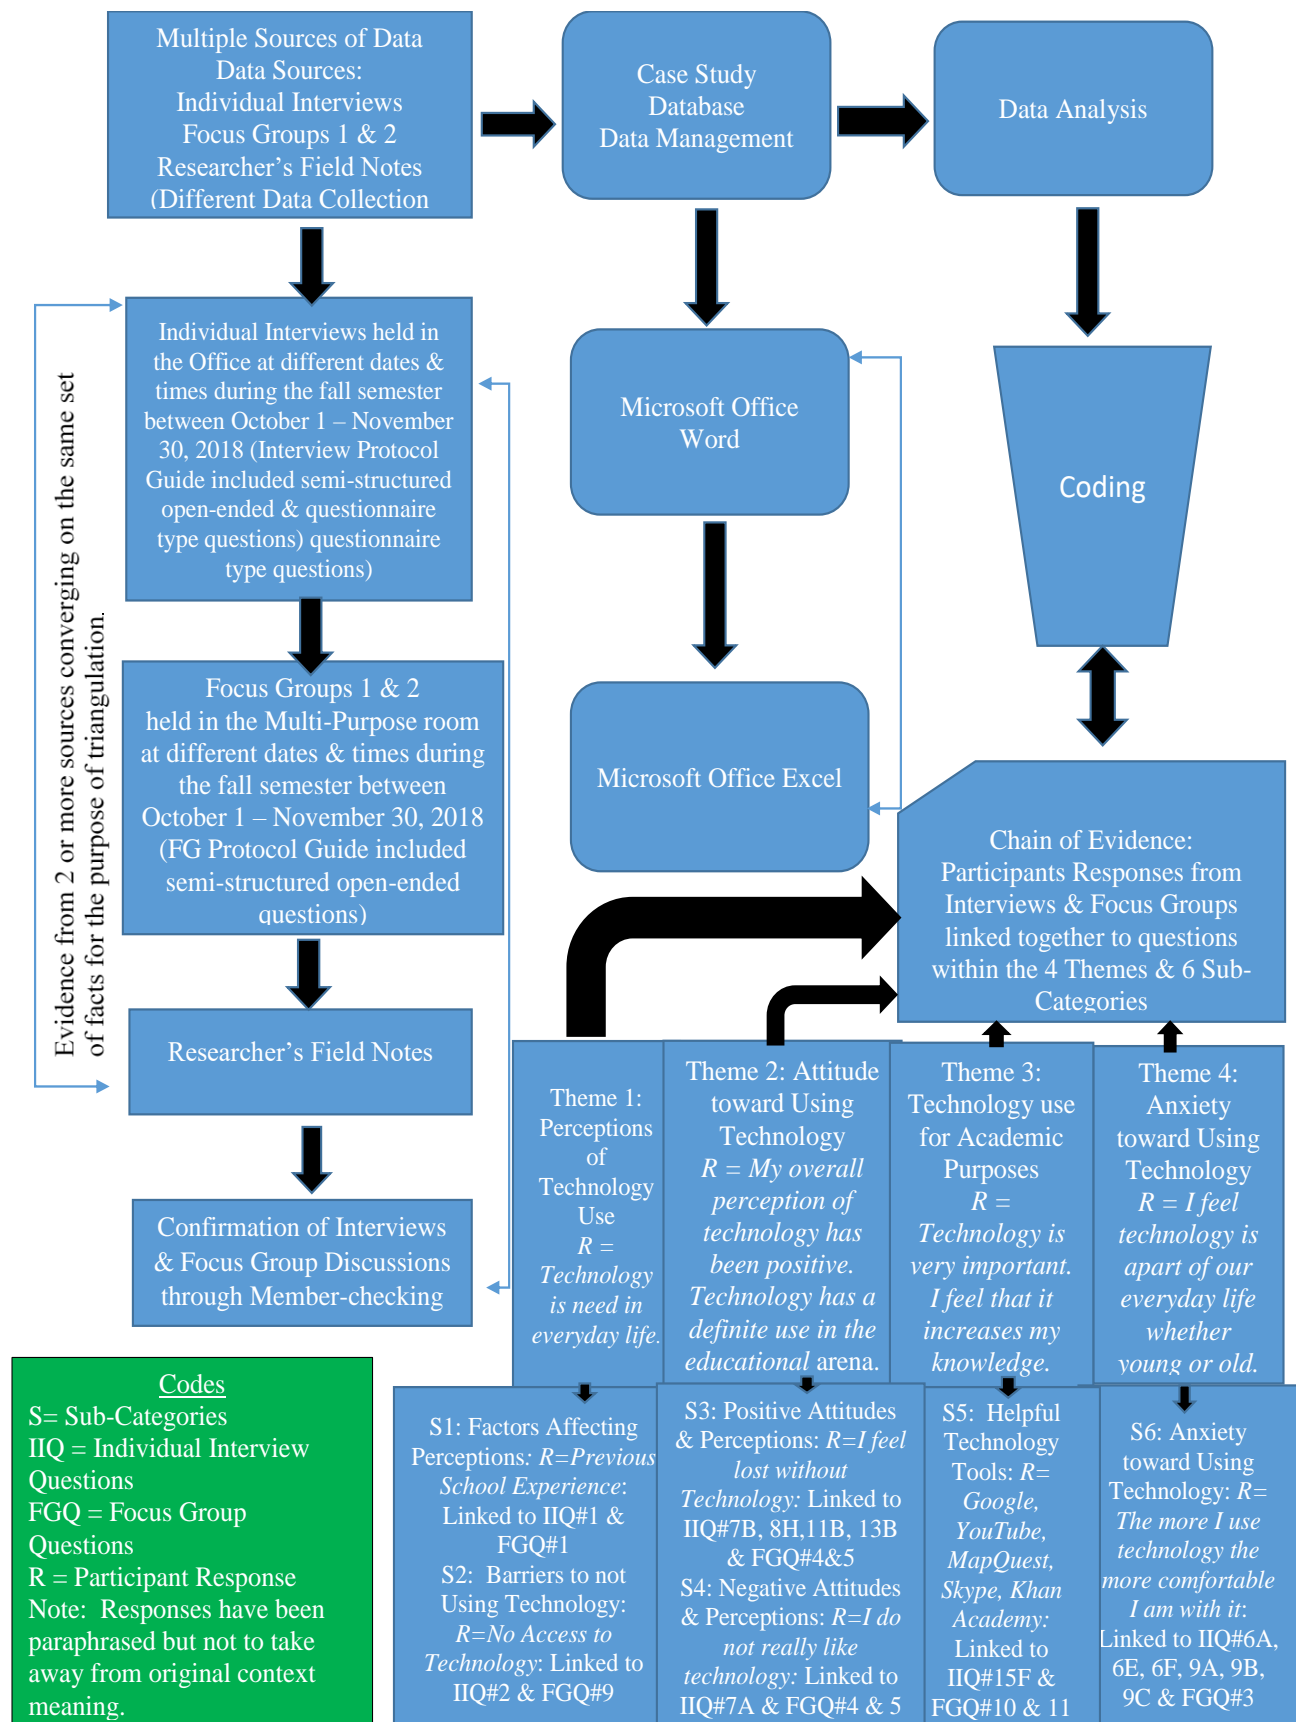 Multiple Sources of Data
Data Sources:
Individual Interviews
Focus Groups 1 & 2
Researcher's Field Notes
(Different Data Collection
Case Study
Database
Data Management
Data Analysis
Evidence from 2 or more sources converging on the same set
of facts for the purpose of triangulation.
Individual Interviews held in
the Office at different dates &
times during the fall semester
between October 1 – November
30, 2018 (Interview Protocol
Guide included semi-structured
open-ended & questionnaire
type questions) questionnaire
type questions)
Microsoft Office
Word
Coding
Focus Groups 1 & 2
held in the Multi-Purpose room
at different dates & times during
the fall semester between
October 1 – November 30, 2018
(FG Protocol Guide included
semi-structured open-ended
questions)
Microsoft Office Excel
Chain of Evidence:
Participants Responses from
Interviews & Focus Groups
linked together to questions
within the 4 Themes & 6 Sub-
Categories
Researcher's Field Notes
Confirmation of Interviews
& Focus Group Discussions
through Member-checking
Theme 1:
Perceptions
of
Technology
Use
R =
Technology
is need in
everyday life.
Theme 2: Attitude
toward Using
Technology
R = My overall
perception of
technology has
been positive.
Technology has a
definite use in the
educational arena.
Theme 3:
Technology use
for Academic
Purposes
R =
Technology is
very important.
I feel that it
increases my
knowledge.
Theme 4:
Anxiety
toward Using
Technology
R = I feel
technology is
apart of our
everyday life
whether
young or old.
Codes
S= Sub-Categories
IIQ = Individual Interview
Questions
FGQ = Focus Group
Questions
R = Participant Response
Note: Responses have been
paraphrased but not to take
away from original context
meaning.
S1: Factors Affecting
Perceptions: R=Previous
School Experience:
Linked to IIQ#1 &
FGQ#1
S2: Barriers to not
Using Technology:
R=No Access to
Technology: Linked to
IIQ#2 & FGQ#9
S3: Positive Attitudes
& Perceptions: R=I feel
lost without
Technology: Linked to
IIQ#7B, 8H,11B, 13B
& FGQ#4&5
S4: Negative Attitudes
& Perceptions: R=I do
not really like
technology: Linked to
IIQ#7A & FGQ#4 & 5
S5: Helpful
Technology
Tools: R=
Google,
YouTube,
MapQuest,
Skype, Khan
Academy:
Linked to
IIQ#15F &
FGQ#10 & 11
S6: Anxiety
toward Using
Technology: R=
The more I use
technology the
more comfortable
I am with it:
Linked to IIQ#6A,
6E, 6F, 9A, 9B,
9C & FGQ#3